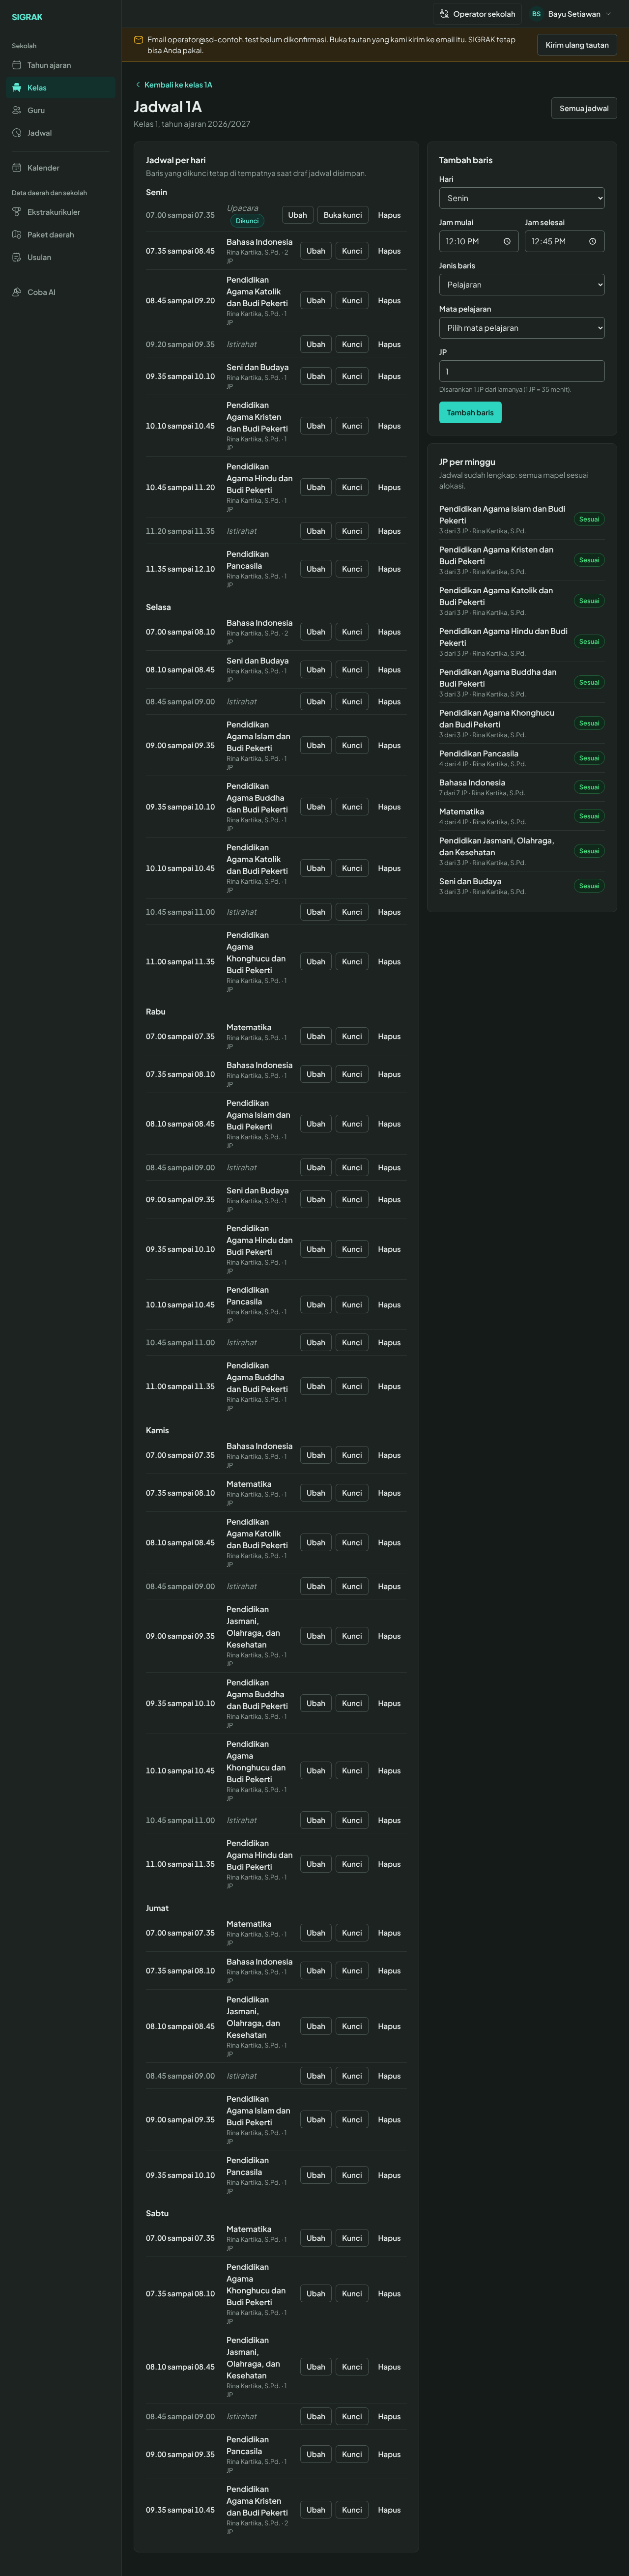 SIGRAK
Operator sekolah
BS
Bayu Setiawan
Sekolah
Tahun ajaran
Kelas
Guru
Jadwal
Kalender
Data daerah dan sekolah
Ekstrakurikuler
Paket daerah
Usulan
Coba AI
Email operator@sd-contoh.test belum dikonfirmasi. Buka tautan yang kami kirim ke email itu. SIGRAK tetap
bisa Anda pakai.
Kirim ulang tautan
Kembali ke kelas 1A
Jadwal 1A
Kelas 1, tahun ajaran 2026/2027
Semua jadwal
Jadwal per hari
Baris yang dikunci tetap di tempatnya saat draf jadwal disimpan.
Senin
07.00 sampai 07.35
Upacara
Dikunci
Ubah Buka kunci Hapus
07.35 sampai 08.45
Bahasa Indonesia
Rina Kartika, S.Pd. · 2
JP
Ubah Kunci Hapus
08.45 sampai 09.20
Pendidikan
Agama Katolik
dan Budi Pekerti
Rina Kartika, S.Pd. · 1
JP
Ubah Kunci Hapus
09.20 sampai 09.35 Istirahat Ubah Kunci Hapus
09.35 sampai 10.10
Seni dan Budaya
Rina Kartika, S.Pd. · 1
JP
Ubah Kunci Hapus
10.10 sampai 10.45
Pendidikan
Agama Kristen
dan Budi Pekerti
Rina Kartika, S.Pd. · 1
JP
Ubah Kunci Hapus
10.45 sampai 11.20
Pendidikan
Agama Hindu dan
Budi Pekerti
Rina Kartika, S.Pd. · 1
JP
Ubah Kunci Hapus
11.20 sampai 11.35 Istirahat Ubah Kunci Hapus
11.35 sampai 12.10
Pendidikan
Pancasila
Rina Kartika, S.Pd. · 1
JP
Ubah Kunci Hapus
Selasa
07.00 sampai 08.10
Bahasa Indonesia
Rina Kartika, S.Pd. · 2
JP
Ubah Kunci Hapus
08.10 sampai 08.45
Seni dan Budaya
Rina Kartika, S.Pd. · 1
JP
Ubah Kunci Hapus
08.45 sampai 09.00 Istirahat Ubah Kunci Hapus
09.00 sampai 09.35
Pendidikan
Agama Islam dan
Budi Pekerti
Rina Kartika, S.Pd. · 1
JP
Ubah Kunci Hapus
09.35 sampai 10.10
Pendidikan
Agama Buddha
dan Budi Pekerti
Rina Kartika, S.Pd. · 1
JP
Ubah Kunci Hapus
10.10 sampai 10.45
Pendidikan
Agama Katolik
dan Budi Pekerti
Rina Kartika, S.Pd. · 1
JP
Ubah Kunci Hapus
10.45 sampai 11.00 Istirahat Ubah Kunci Hapus
11.00 sampai 11.35
Pendidikan
Agama
Khonghucu dan
Budi Pekerti
Rina Kartika, S.Pd. · 1
JP
Ubah Kunci Hapus
Rabu
07.00 sampai 07.35
Matematika
Rina Kartika, S.Pd. · 1
JP
Ubah Kunci Hapus
07.35 sampai 08.10
Bahasa Indonesia
Rina Kartika, S.Pd. · 1
JP
Ubah Kunci Hapus
08.10 sampai 08.45
Pendidikan
Agama Islam dan
Budi Pekerti
Rina Kartika, S.Pd. · 1
JP
Ubah Kunci Hapus
08.45 sampai 09.00 Istirahat Ubah Kunci Hapus
09.00 sampai 09.35
Seni dan Budaya
Rina Kartika, S.Pd. · 1
JP
Ubah Kunci Hapus
09.35 sampai 10.10
Pendidikan
Agama Hindu dan
Budi Pekerti
Rina Kartika, S.Pd. · 1
JP
Ubah Kunci Hapus
10.10 sampai 10.45
Pendidikan
Pancasila
Rina Kartika, S.Pd. · 1
JP
Ubah Kunci Hapus
10.45 sampai 11.00 Istirahat Ubah Kunci Hapus
11.00 sampai 11.35
Pendidikan
Agama Buddha
dan Budi Pekerti
Rina Kartika, S.Pd. · 1
JP
Ubah Kunci Hapus
Kamis
07.00 sampai 07.35
Bahasa Indonesia
Rina Kartika, S.Pd. · 1
JP
Ubah Kunci Hapus
07.35 sampai 08.10
Matematika
Rina Kartika, S.Pd. · 1
JP
Ubah Kunci Hapus
08.10 sampai 08.45
Pendidikan
Agama Katolik
dan Budi Pekerti
Rina Kartika, S.Pd. · 1
JP
Ubah Kunci Hapus
08.45 sampai 09.00 Istirahat Ubah Kunci Hapus
09.00 sampai 09.35
Pendidikan
Jasmani,
Olahraga, dan
Kesehatan
Rina Kartika, S.Pd. · 1
JP
Ubah Kunci Hapus
09.35 sampai 10.10
Pendidikan
Agama Buddha
dan Budi Pekerti
Rina Kartika, S.Pd. · 1
JP
Ubah Kunci Hapus
10.10 sampai 10.45
Pendidikan
Agama
Khonghucu dan
Budi Pekerti
Rina Kartika, S.Pd. · 1
JP
Ubah Kunci Hapus
10.45 sampai 11.00 Istirahat Ubah Kunci Hapus
11.00 sampai 11.35
Pendidikan
Agama Hindu dan
Budi Pekerti
Rina Kartika, S.Pd. · 1
JP
Ubah Kunci Hapus
Jumat
07.00 sampai 07.35
Matematika
Rina Kartika, S.Pd. · 1
JP
Ubah Kunci Hapus
07.35 sampai 08.10
Bahasa Indonesia
Rina Kartika, S.Pd. · 1
JP
Ubah Kunci Hapus
08.10 sampai 08.45
Pendidikan
Jasmani,
Olahraga, dan
Kesehatan
Rina Kartika, S.Pd. · 1
JP
Ubah Kunci Hapus
08.45 sampai 09.00 Istirahat Ubah Kunci Hapus
09.00 sampai 09.35
Pendidikan
Agama Islam dan
Budi Pekerti
Rina Kartika, S.Pd. · 1
JP
Ubah Kunci Hapus
09.35 sampai 10.10
Pendidikan
Pancasila
Rina Kartika, S.Pd. · 1
JP
Ubah Kunci Hapus
Sabtu
07.00 sampai 07.35
Matematika
Rina Kartika, S.Pd. · 1
JP
Ubah Kunci Hapus
07.35 sampai 08.10
Pendidikan
Agama
Khonghucu dan
Budi Pekerti
Rina Kartika, S.Pd. · 1
JP
Ubah Kunci Hapus
08.10 sampai 08.45
Pendidikan
Jasmani,
Olahraga, dan
Kesehatan
Rina Kartika, S.Pd. · 1
JP
Ubah Kunci Hapus
08.45 sampai 09.00 Istirahat Ubah Kunci Hapus
09.00 sampai 09.35
Pendidikan
Pancasila
Rina Kartika, S.Pd. · 1
JP
Ubah Kunci Hapus
09.35 sampai 10.45
Pendidikan
Agama Kristen
dan Budi Pekerti
Rina Kartika, S.Pd. · 2
JP
Ubah Kunci Hapus
Tambah baris
Hari
Senin
Jam mulai Jam selesai
12:10 PM 12:45 PM
Jenis baris
Pelajaran
Mata pelajaran
Pilih mata pelajaran
JP
1
Disarankan 1 JP dari lamanya (1 JP = 35 menit).
Tambah baris
JP per minggu
Jadwal sudah lengkap: semua mapel sesuai
alokasi.
Pendidikan Agama Islam dan Budi
Pekerti
3 dari 3 JP · Rina Kartika, S.Pd.
Sesuai
Pendidikan Agama Kristen dan
Budi Pekerti
3 dari 3 JP · Rina Kartika, S.Pd.
Sesuai
Pendidikan Agama Katolik dan
Budi Pekerti
3 dari 3 JP · Rina Kartika, S.Pd.
Sesuai
Pendidikan Agama Hindu dan Budi
Pekerti
3 dari 3 JP · Rina Kartika, S.Pd.
Sesuai
Pendidikan Agama Buddha dan
Budi Pekerti
3 dari 3 JP · Rina Kartika, S.Pd.
Sesuai
Pendidikan Agama Khonghucu
dan Budi Pekerti
3 dari 3 JP · Rina Kartika, S.Pd.
Sesuai
Pendidikan Pancasila
4 dari 4 JP · Rina Kartika, S.Pd.
Sesuai
Bahasa Indonesia
7 dari 7 JP · Rina Kartika, S.Pd.
Sesuai
Matematika
4 dari 4 JP · Rina Kartika, S.Pd.
Sesuai
Pendidikan Jasmani, Olahraga,
dan Kesehatan
3 dari 3 JP · Rina Kartika, S.Pd.
Sesuai
Seni dan Budaya
3 dari 3 JP · Rina Kartika, S.Pd.
Sesuai